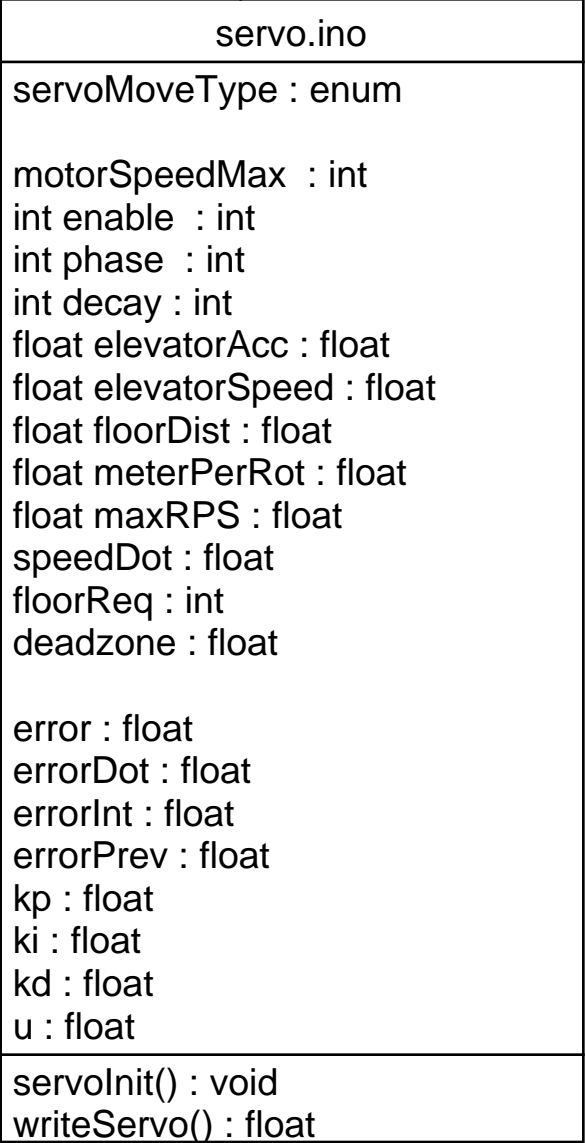 servo.ino
servoMoveType : enum
motorSpeedMax : int
int enable : int
int phase : int
int decay : int
float elevatorAcc : float
float elevatorSpeed : float
float floorDist : float
float meterPerRot : float
float maxRPS : float
speedDot : float
floorReq : int
deadzone : float
error : float
errorDot : float
errorInt : float
errorPrev : float
kp : float
ki : float
kd : float
u : float
servoInit() : void
writeServo() : float